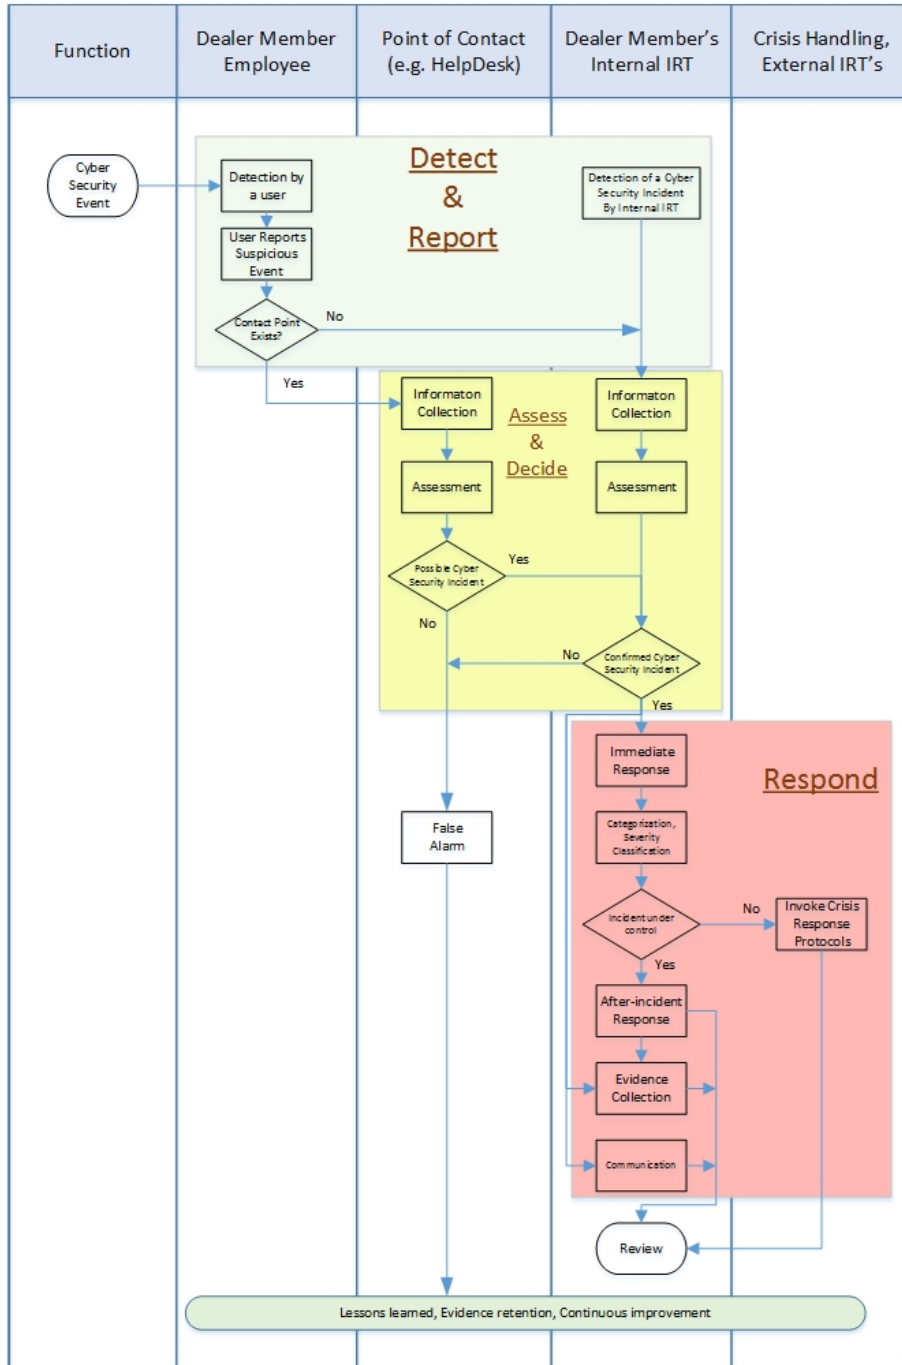 Function
Dealer Member
Employee
Point of Contact
(e.g. HelpDesk)
Dealer Member's
Internal IRT
Crisis Handling,
External IRT's
Detect
&
Report
Cyber
Security
Event
Detection by
a user
Detection of a Cyber
Security Incident
By Internal IRT
User Reports
Suspicious
Event
Contact Point
Exists?
No
Yes
Informaton
Collection
Assess
&
Decide
Informaton
Collection
Assessment
Assessment
Possible Cyber
Security Incident
Yes
No
Confirmed Cyber
Security Incident
No
Yes
Immediate
Response
Respond
False
Alarm
Categorization,
Severity
Classification
Incident under
control
No
Invoke Crisis
Response
Protocols
Yes
After-incident
Response
Evidence
Collection
Communication
Review
Lessons learned, Evidence retention, Continuous improvement